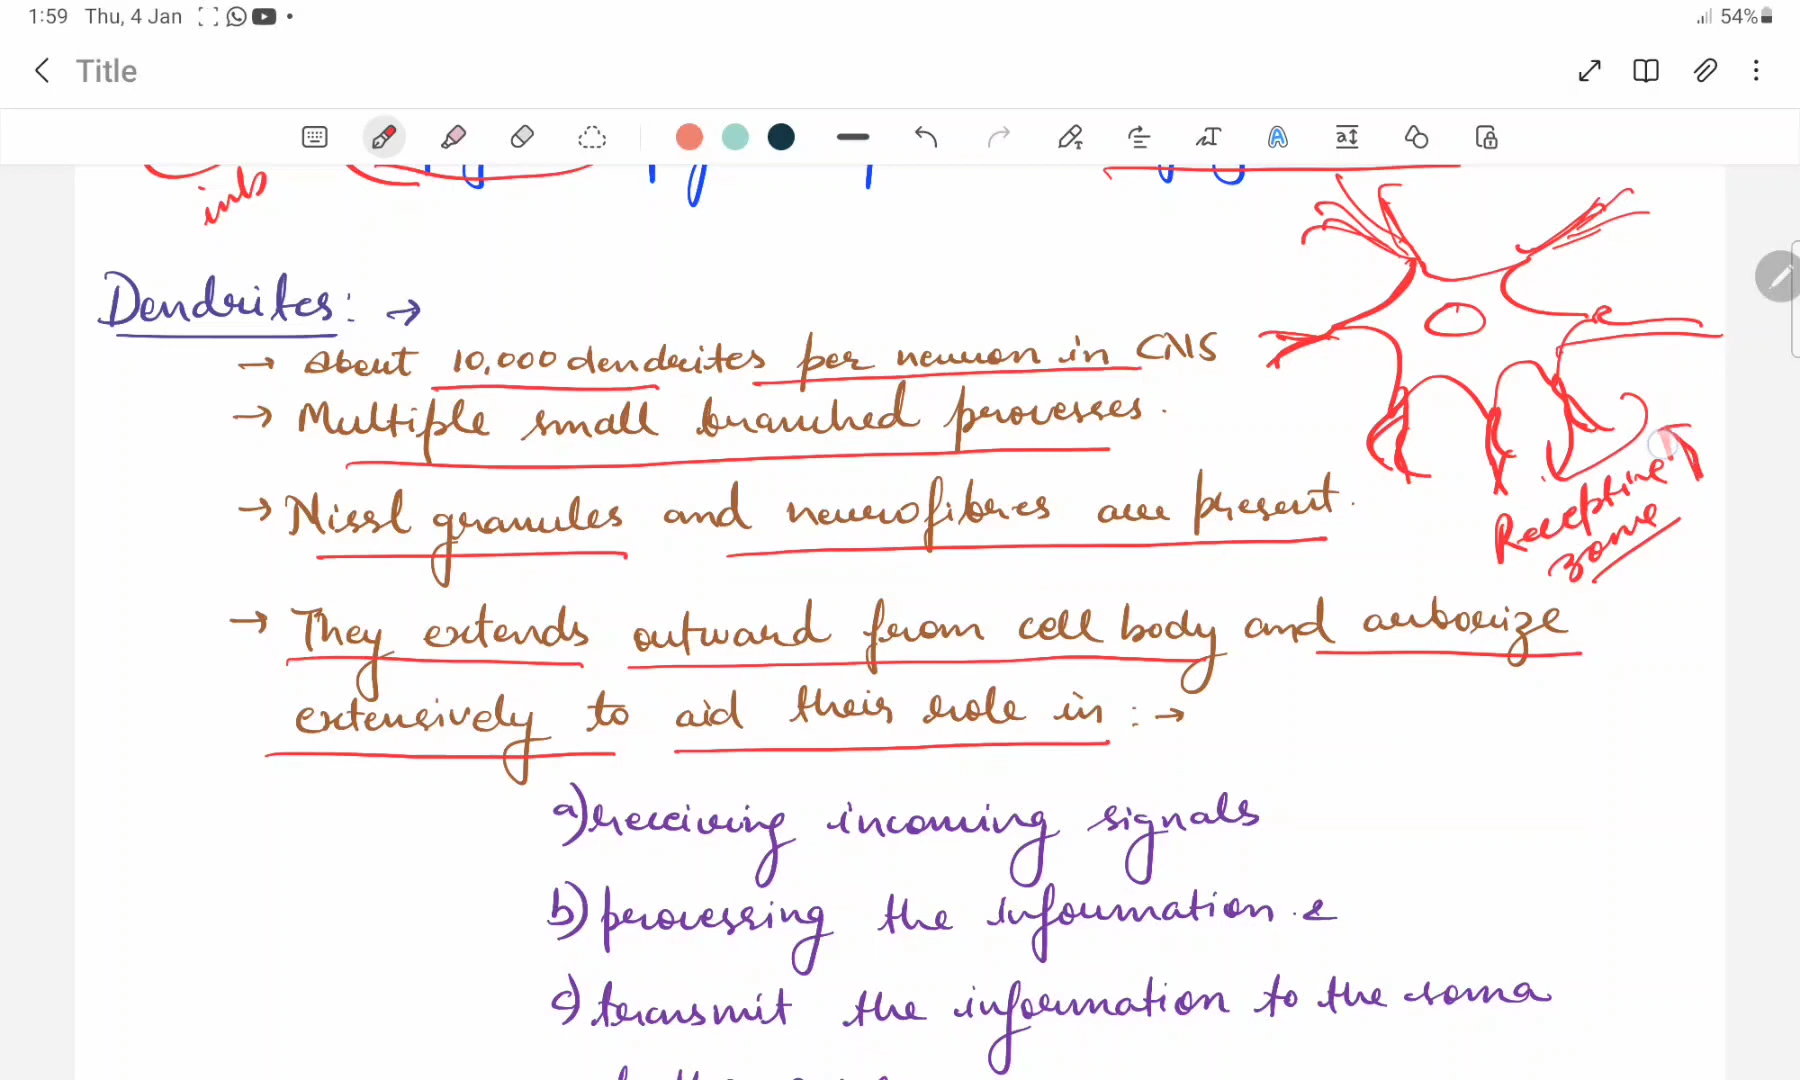 1:59 Thu, 4 Jan
54%
Title
into
Dendrites: →
→ About 10,000 dendrites per neuron in CNS
→ Multiple small branched processes.
→ Nissl granules and neurofibres are present.
Receptive
zone
→ They extends outward from cell body and arborize
extensively to aid their role in: →
a) receiving incoming signals
b) processing the information &
c) transmit the information to the soma